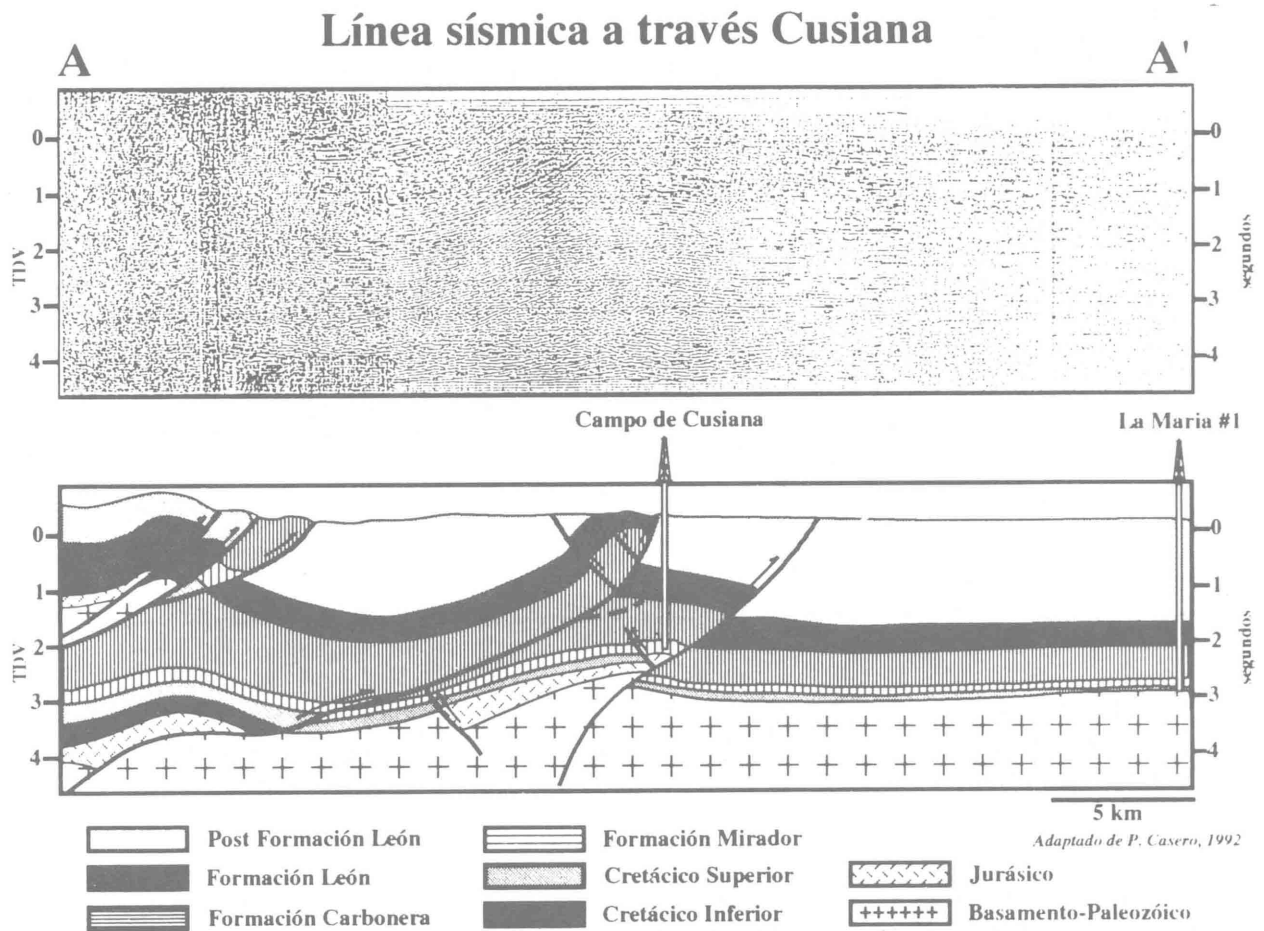 Línea sísmica a través Cusiana
A A'
0 0
1 1
2 2
3 3
4 4
TDV segundos
Campo de Cusiana La Maria #1
0 0
1 1
2 2
3 3
4 4
TDV segundos
5 km
Adaptado de P. Casero, 1992
Post Formación León
Formación León
Formación Carbonera
Formación Mirador
Cretácico Superior
Cretácico Inferior
Jurásico
Basamento-Paleozóico